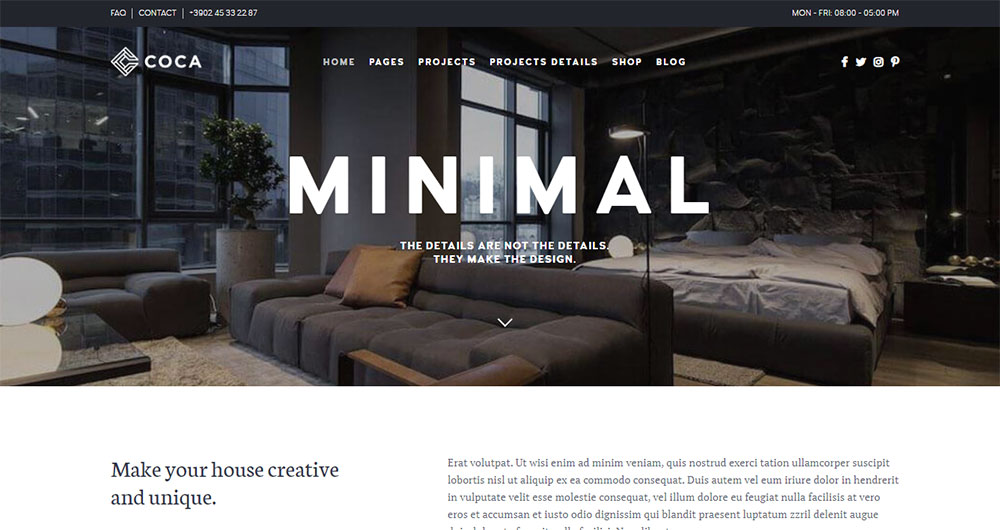 FAQ | CONTACT | +3902 45 33 22 87
MON - FRI: 08:00 - 05:00 PM
COCA
HOME PAGES PROJECTS PROJECTS DETAILS SHOP BLOG
MINIMAL
THE DETAILS ARE NOT THE DETAILS.
THEY MAKE THE DESIGN.
Make your house creative
and unique.
Erat volutpat. Ut wisi enim ad minim veniam, quis nostrud exerci tation ullamcorper suscipit
lobortis nisl ut aliquip ex ea commodo consequat. Duis autem vel eum iriure dolor in hendrerit
in vulputate velit esse molestie consequat, vel illum dolore eu feugiat nulla facilisis at vero
eros et accumsan et iusto odio dignissim qui blandit praesent luptatum zzril delenit augue